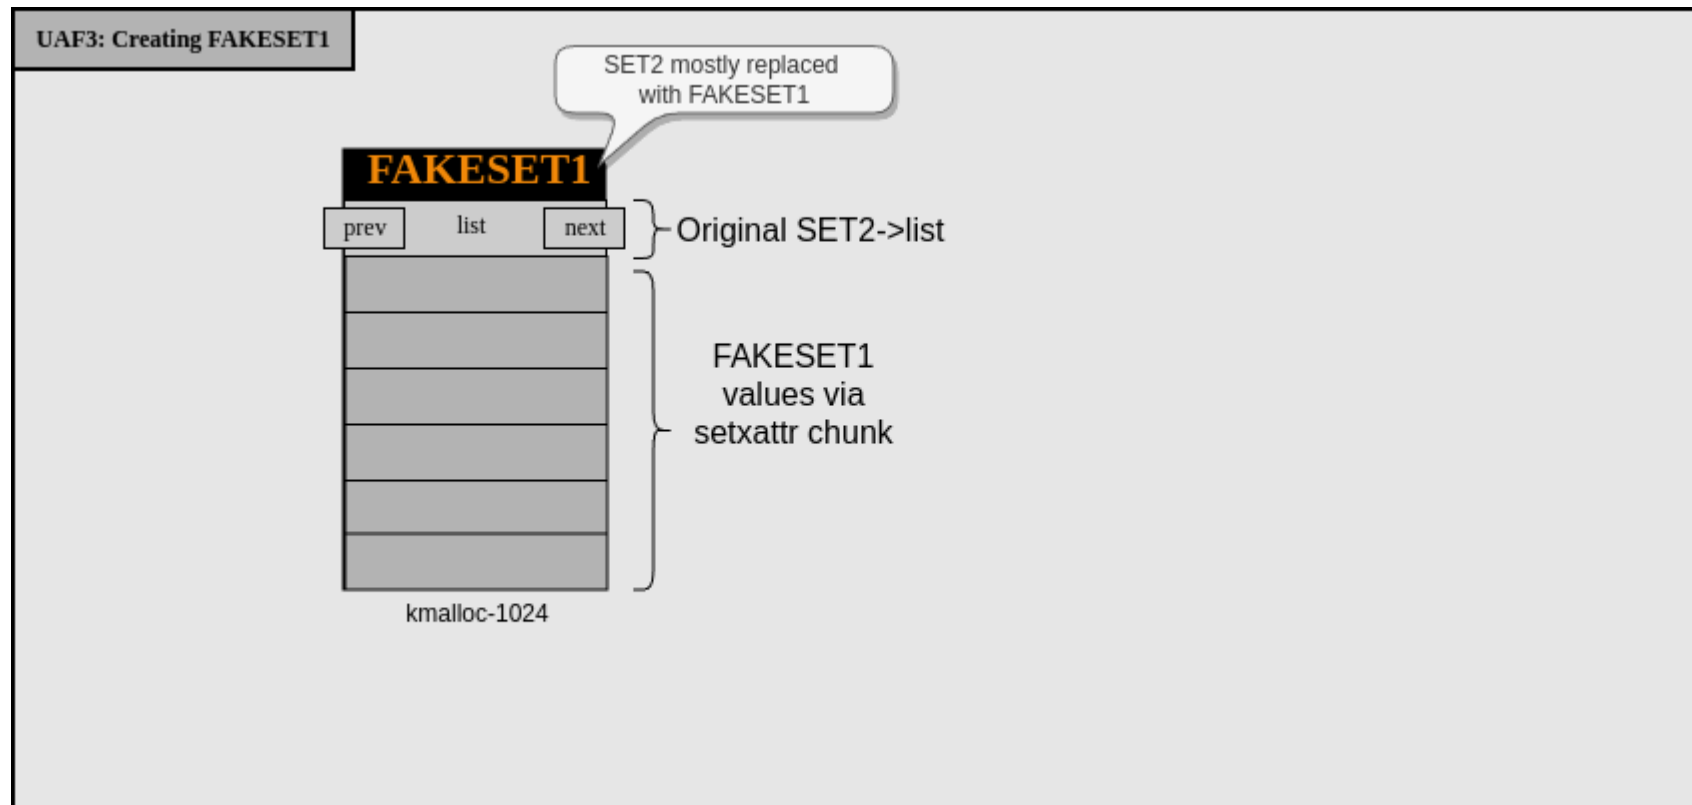 UAF3: Creating FAKESET1
SET2 mostly replaced
with FAKESET1
FAKESET1
prev list next
Original SET2->list
FAKESET1
values via
setxattr chunk
kmalloc-1024